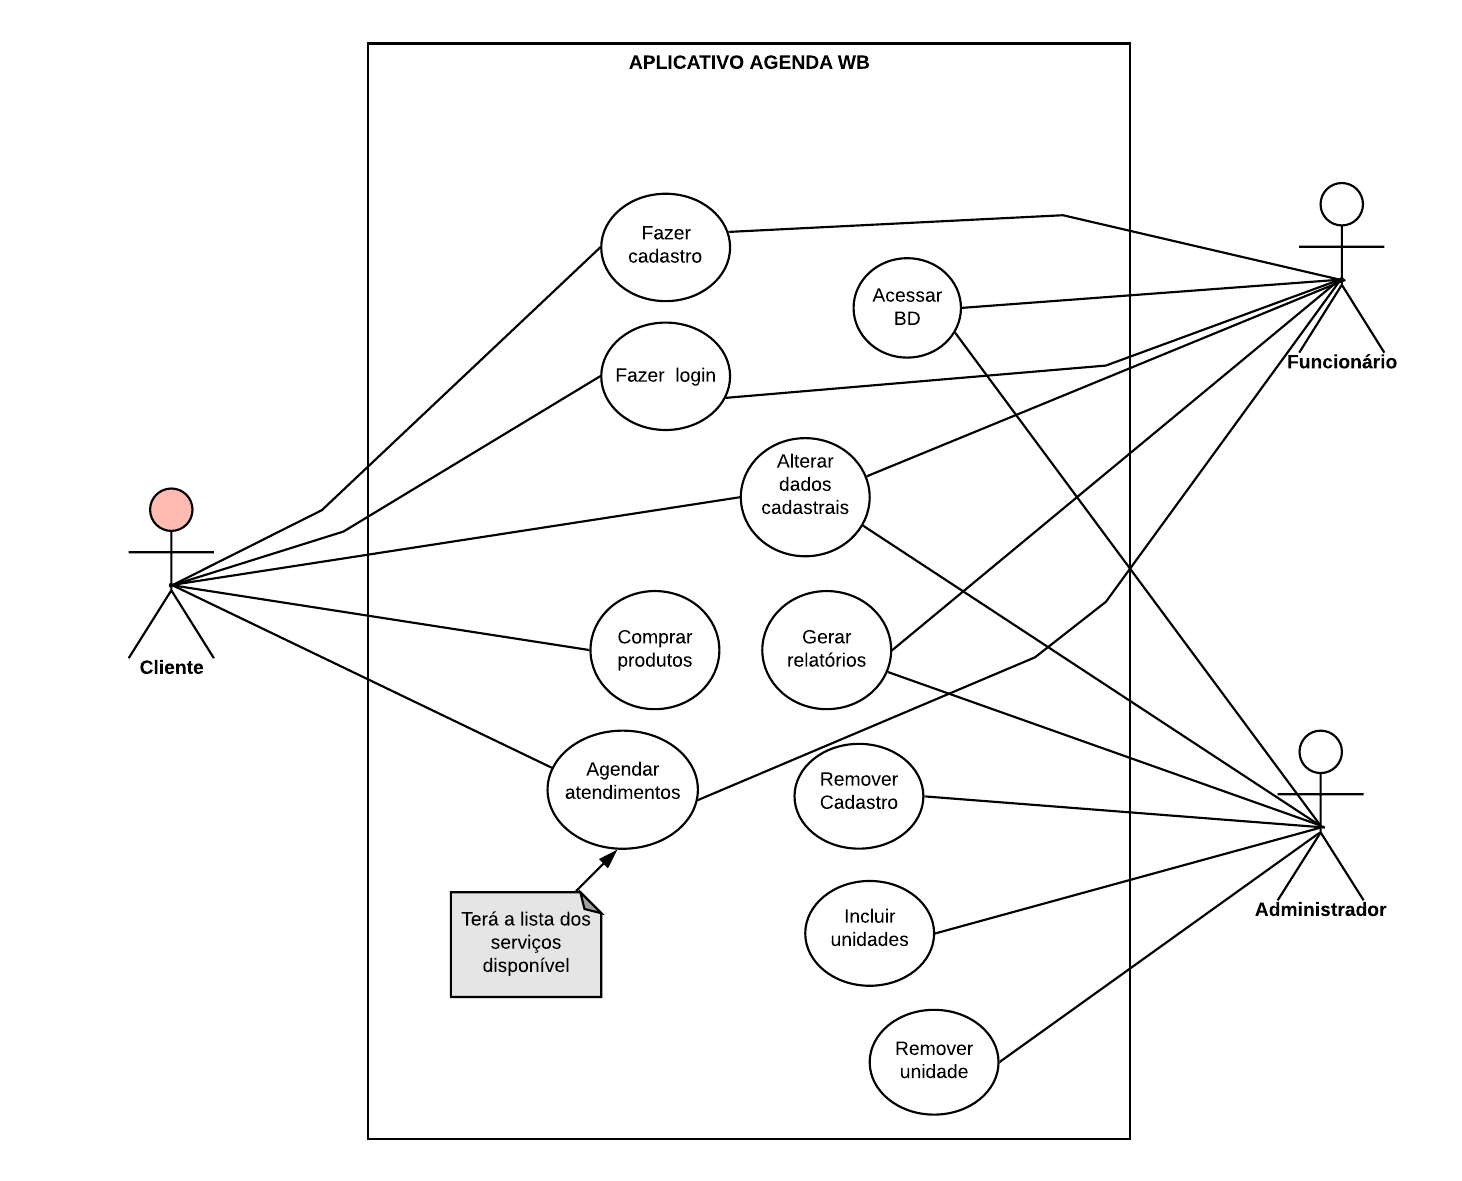 APLICATIVO AGENDA WB
Fazer
cadastro
Acessar
BD
Funcionário
Fazer login
Alterar
dados
cadastrais
Cliente
Comprar
produtos
Gerar
relatórios
Agendar
atendimentos
Remover
Cadastro
Administrador
Terá a lista dos
serviços
disponível
Incluir
unidades
Remover
unidade